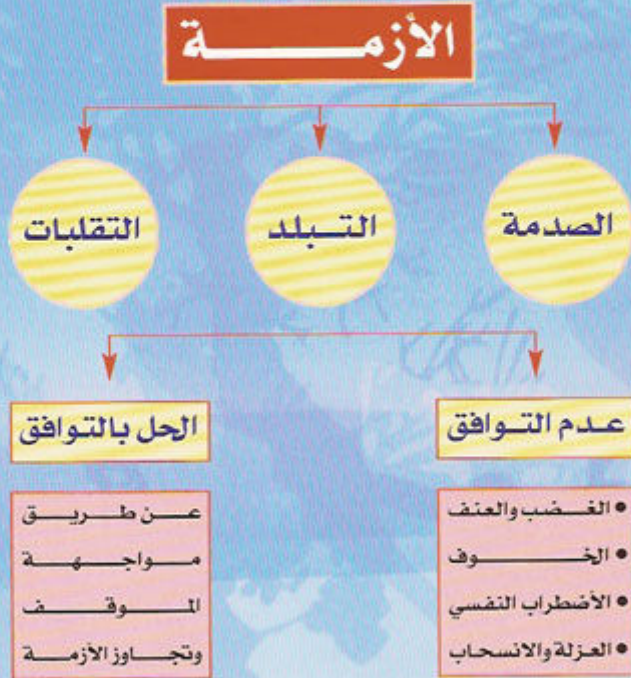 الأزمة
الصدمة
التبلد
التقلبات
عدم التوافق
• الغضب والعنف
• الخوف
• الأضطراب النفسي
• العزلة والانسحاب
الحل بالتوافق
عن طريق
مواجهة
الموقف
وتجاوز الأزمة